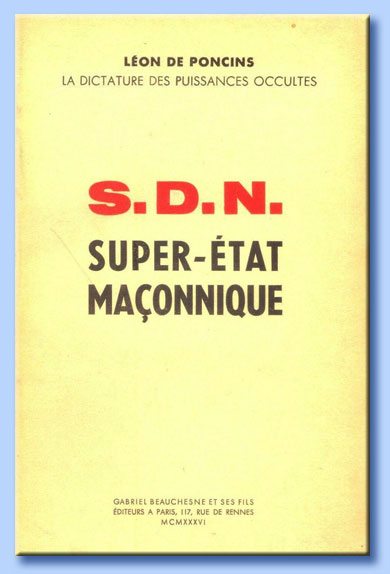 LÉON DE PONCINS
LA DICTATURE DES PUISSANCES OCCULTES
S.D.N.
SUPER-ÉTAT
MAÇONNIQUE
GABRIEL BEAUCHESNE ET SES FILS
ÉDITEURS A PARIS, 117, RUE DE RENNES
MCMXXXVI